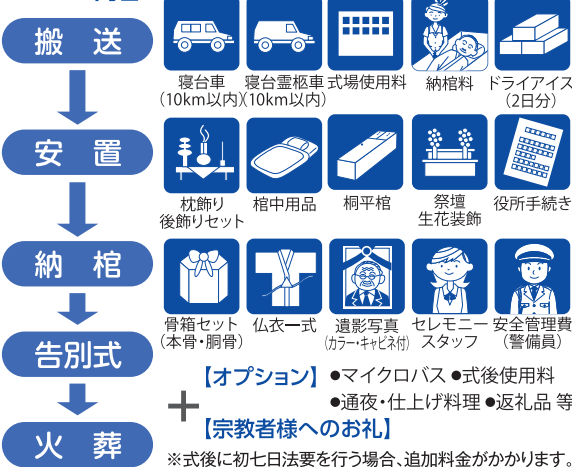 搬 送
寝台車
(10km以内)
寝台霊柩車
(10km以内)
式場使用料
納棺料
ドライアイス
(2日分)
安 置
枕飾り
後飾りセット
棺中用品
桐平棺
祭壇
生花装飾
役所手続き
納 棺
骨箱セット
(本骨・胴骨)
仏衣一式
遺影写真
(カラー・キャビネ付)
セレモニー
スタッフ
安全管理費
(警備員)
告別式
火 葬
+
【オプション】 ●マイクロバス ●式後使用料
●通夜・仕上げ料理 ●返礼品 等
【宗教者様へのお礼】
※式後に初七日法要を行う場合、追加料金がかかります。